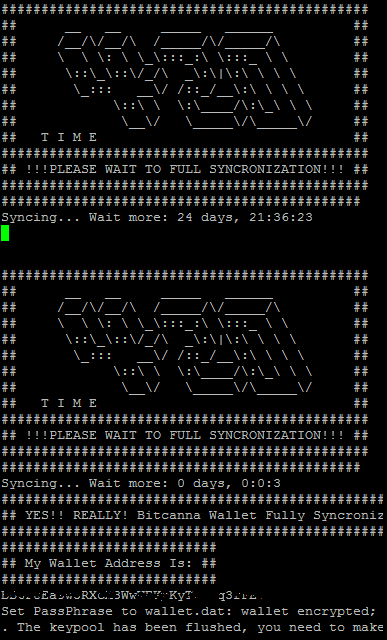 ##############################################
## ##
## T I M E ##
##############################################
## !!!PLEASE WAIT TO FULL SYNCRONIZATION!!! ##
##############################################
#############################################
Syncing... Wait more: 24 days, 21:36:23
##############################################
## ##
## T I M E ##
##############################################
## !!!PLEASE WAIT TO FULL SYNCRONIZATION!!! ##
##############################################
#############################################
Syncing... Wait more: 0 days, 0:0:3
################################################
## YES!! REALLY! Bitcanna Wallet Fully Syncroniz
################################################
###########################
## My Wallet Address Is: ##
###########################
Set PassPhrase to wallet.dat: wallet encrypted;
. The keypool has been flushed, you need to make